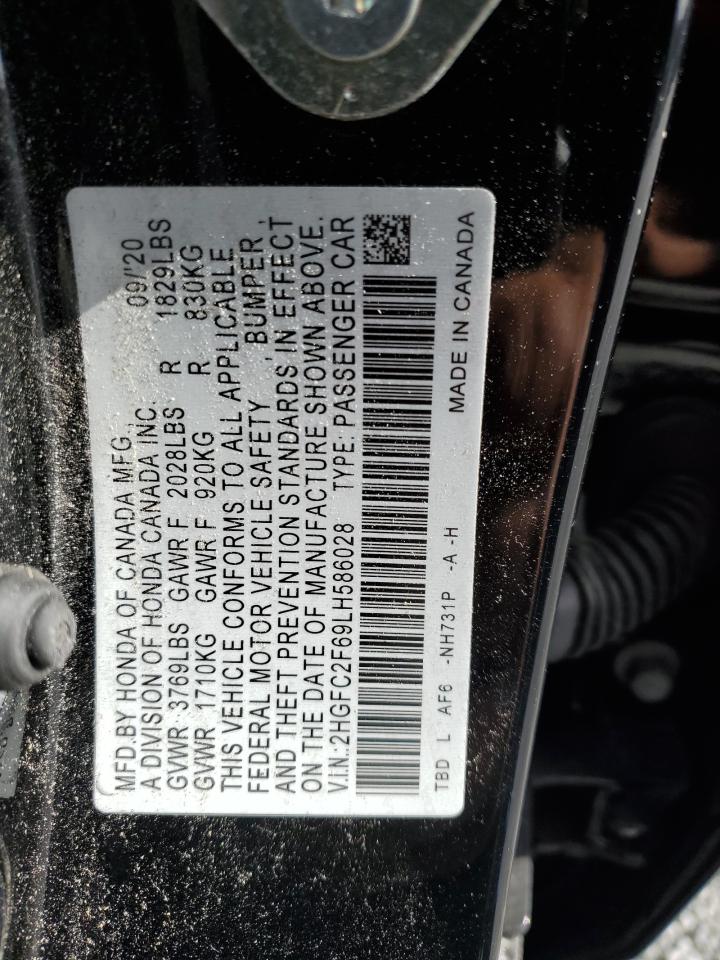 MFD.BY HONDA OF CANADA MFG., 09/'20
A DIVISION OF HONDA CANADA INC.
GVWR 3769LBS GAWR F 2028LBS R 1829LBS
GVWR 1710KG GAWR F 920KG R 830KG
THIS VEHICLE CONFORMS TO ALL APPLICABLE
FEDERAL MOTOR VEHICLE SAFETY, BUMPER,
AND THEFT PREVENTION STANDARDS IN EFFECT
ON THE DATE OF MANUFACTURE SHOWN ABOVE.
V.I.N.:2HGFC2F69LH586028 TYPE: PASSENGER CAR
TBD L AF6 -NH731P -A -H MADE IN CANADA